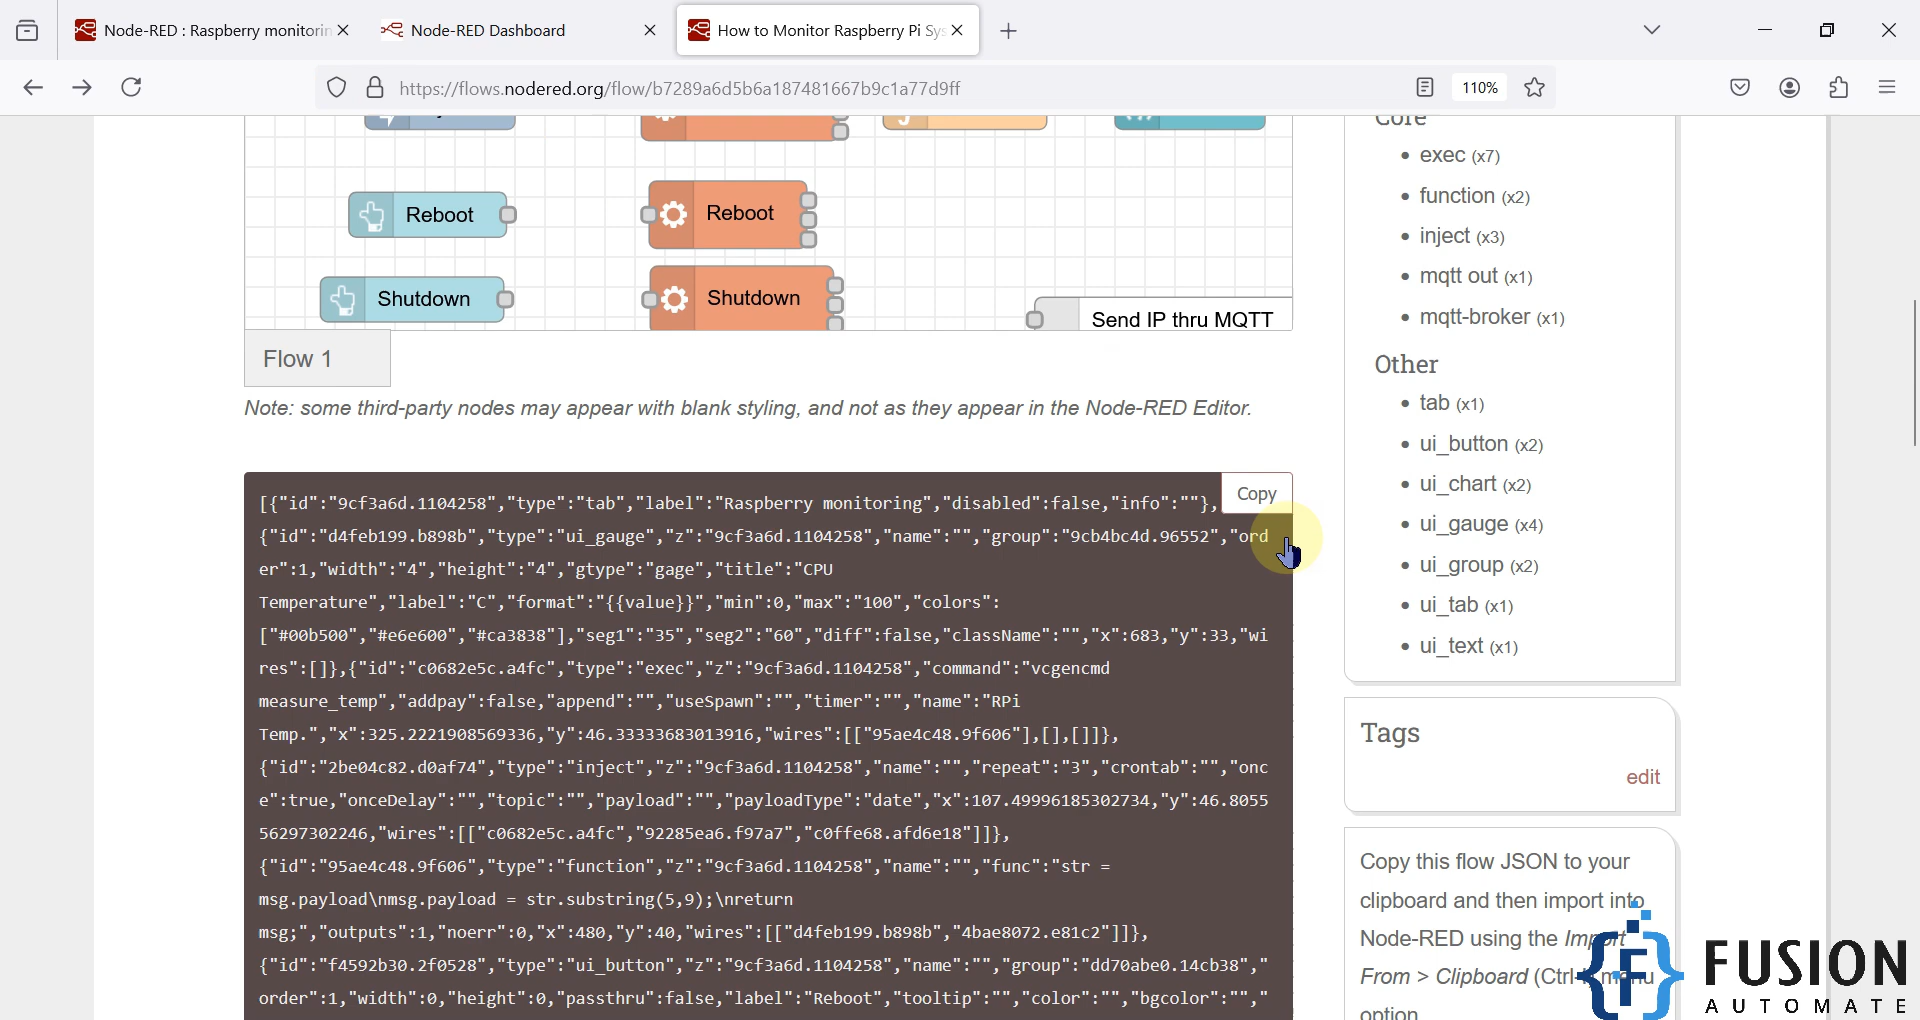 Node-RED : Raspberry monitorin
Node-RED Dashboard
How to Monitor Raspberry Pi Sys
https://flows.nodered.org/flow/b7289a6d5b6a187481667b9c1a77d9ff
110%
Reboot
Reboot
Shutdown
Shutdown
Send IP thru MQTT
Flow 1
Note: some third-party nodes may appear with blank styling, and not as they appear in the Node-RED Editor.
Copy
[{"id":"9cf3a6d.1104258","type":"tab","label":"Raspberry monitoring","disabled":false,"info":""},
{"id":"d4feb199.b898b","type":"ui_gauge","z":"9cf3a6d.1104258","name":"","group":"9cb4bc4d.96552","ord
er":1,"width":"4","height":"4","gtype":"gage","title":"CPU
Temperature","label":"C","format":"{{value}}","min":0,"max":"100","colors":
["#00b500","#e6e600","#ca3838"],"seg1":"35","seg2":"60","diff":false,"className":"","x":683,"y":33,"wi
res":[]},{"id":"c0682e5c.a4fc","type":"exec","z":"9cf3a6d.1104258","command":"vcgencmd
measure_temp","addpay":false,"append":"","useSpawn":"","timer":"","name":"RPi
Temp.","x":325.2221908569336,"y":46.33333683013916,"wires":[["95ae4c48.9f606"],[],[]]},
{"id":"2be04c82.d0af74","type":"inject","z":"9cf3a6d.1104258","name":"","repeat":"3","crontab":"","onc
e":true,"onceDelay":"","topic":"","payload":"","payloadType":"date","x":107.49996185302734,"y":46.8055
56297302246,"wires":[["c0682e5c.a4fc","92285ea6.f97a7","c0ffe68.afd6e18"]]},
{"id":"95ae4c48.9f606","type":"function","z":"9cf3a6d.1104258","name":"","func":"str =
msg.payload\nmsg.payload = str.substring(5,9);\nreturn
msg;","outputs":1,"noerr":0,"x":480,"y":40,"wires":[["d4feb199.b898b","4bae8072.e81c2"]]},
{"id":"f4592b30.2f0528","type":"ui_button","z":"9cf3a6d.1104258","name":"","group":"dd70abe0.14cb38","
order":1,"width":0,"height":0,"passthru":false,"label":"Reboot","tooltip":"","color":"","bgcolor":"","
Core
exec (x7)
function (x2)
inject (x3)
mqtt out (x1)
mqtt-broker (x1)
Other
tab (x1)
ui_button (x2)
ui_chart (x2)
ui_gauge (x4)
ui_group (x2)
ui_tab (x1)
ui_text (x1)
Tags
edit
Copy this flow JSON to your
clipboard and then import into
Node-RED using the Import
From > Clipboard (Ctrl-I) menu
option
FUSION
AUTOMATE